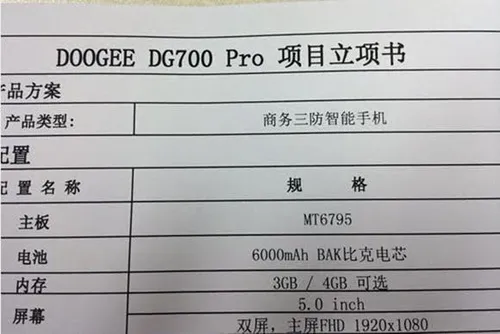 DOOGEE DG700 Pro 项目立项书
产品方案
产品类型: 商务三防智能手机
配置
配置名称 规 格
主板 MT6795
电池 6000mAh BAK比克电芯
内存 3GB / 4GB 可选
屏幕 5.0 inch
双屏，主屏FHD 1920x1080